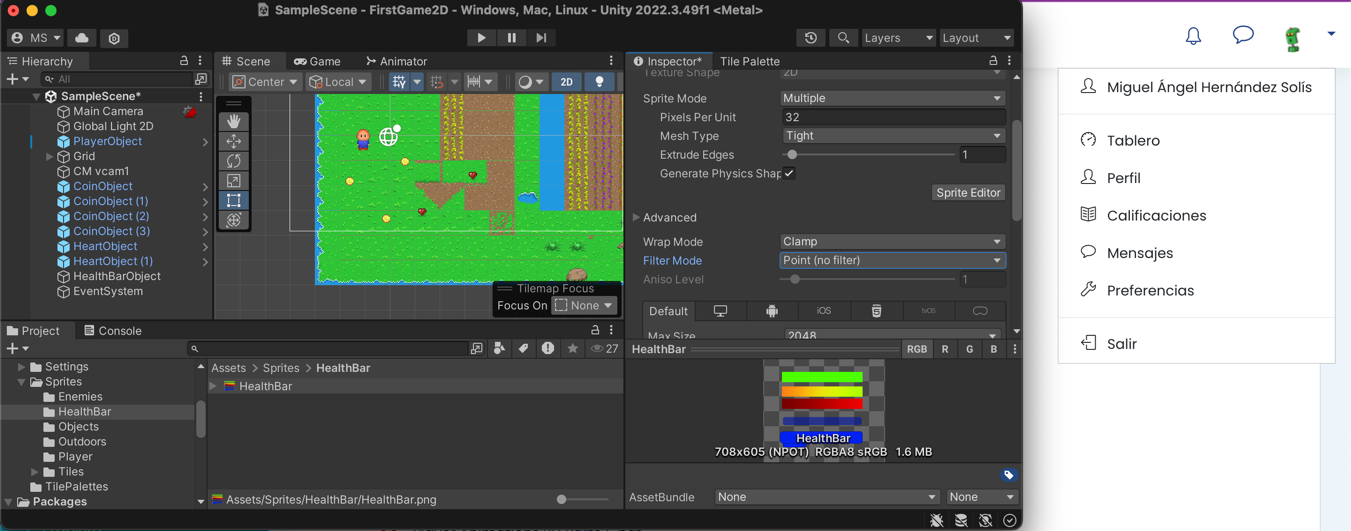 SampleScene - FirstGame2D - Windows, Mac, Linux - Unity 2022.3.49f1 <Metal>
MS
Layers
Layout
Hierarchy
All
SampleScene*
Main Camera
Global Light 2D
PlayerObject
Grid
CM vcam1
CoinObject
CoinObject (1)
CoinObject (2)
CoinObject (3)
HeartObject
HeartObject (1)
HealthBarObject
EventSystem
Scene
Game
Animator
Center
Local
2D
Tilemap Focus
Focus On
None
Inspector*
Tile Palette
Texture Shape
2D
Sprite Mode
Multiple
Pixels Per Unit
32
Mesh Type
Tight
Extrude Edges
1
Generate Physics Shap
Sprite Editor
Advanced
Wrap Mode
Clamp
Filter Mode
Point (no filter)
Aniso Level
1
Default
iOS
tvOS
Max Size
2048
HealthBar
RGB
R
G
B
HealthBar
708x605 (NPOT) RGBA8 sRGB 1.6 MB
AssetBundle
None
None
Project
Console
27
Settings
Sprites
Enemies
HealthBar
Objects
Outdoors
Player
Tiles
TilePalettes
Packages
Assets > Sprites > HealthBar
HealthBar
Assets/Sprites/HealthBar/HealthBar.png
Miguel Ángel Hernández Solís
Tablero
Perfil
Calificaciones
Mensajes
Preferencias
Salir